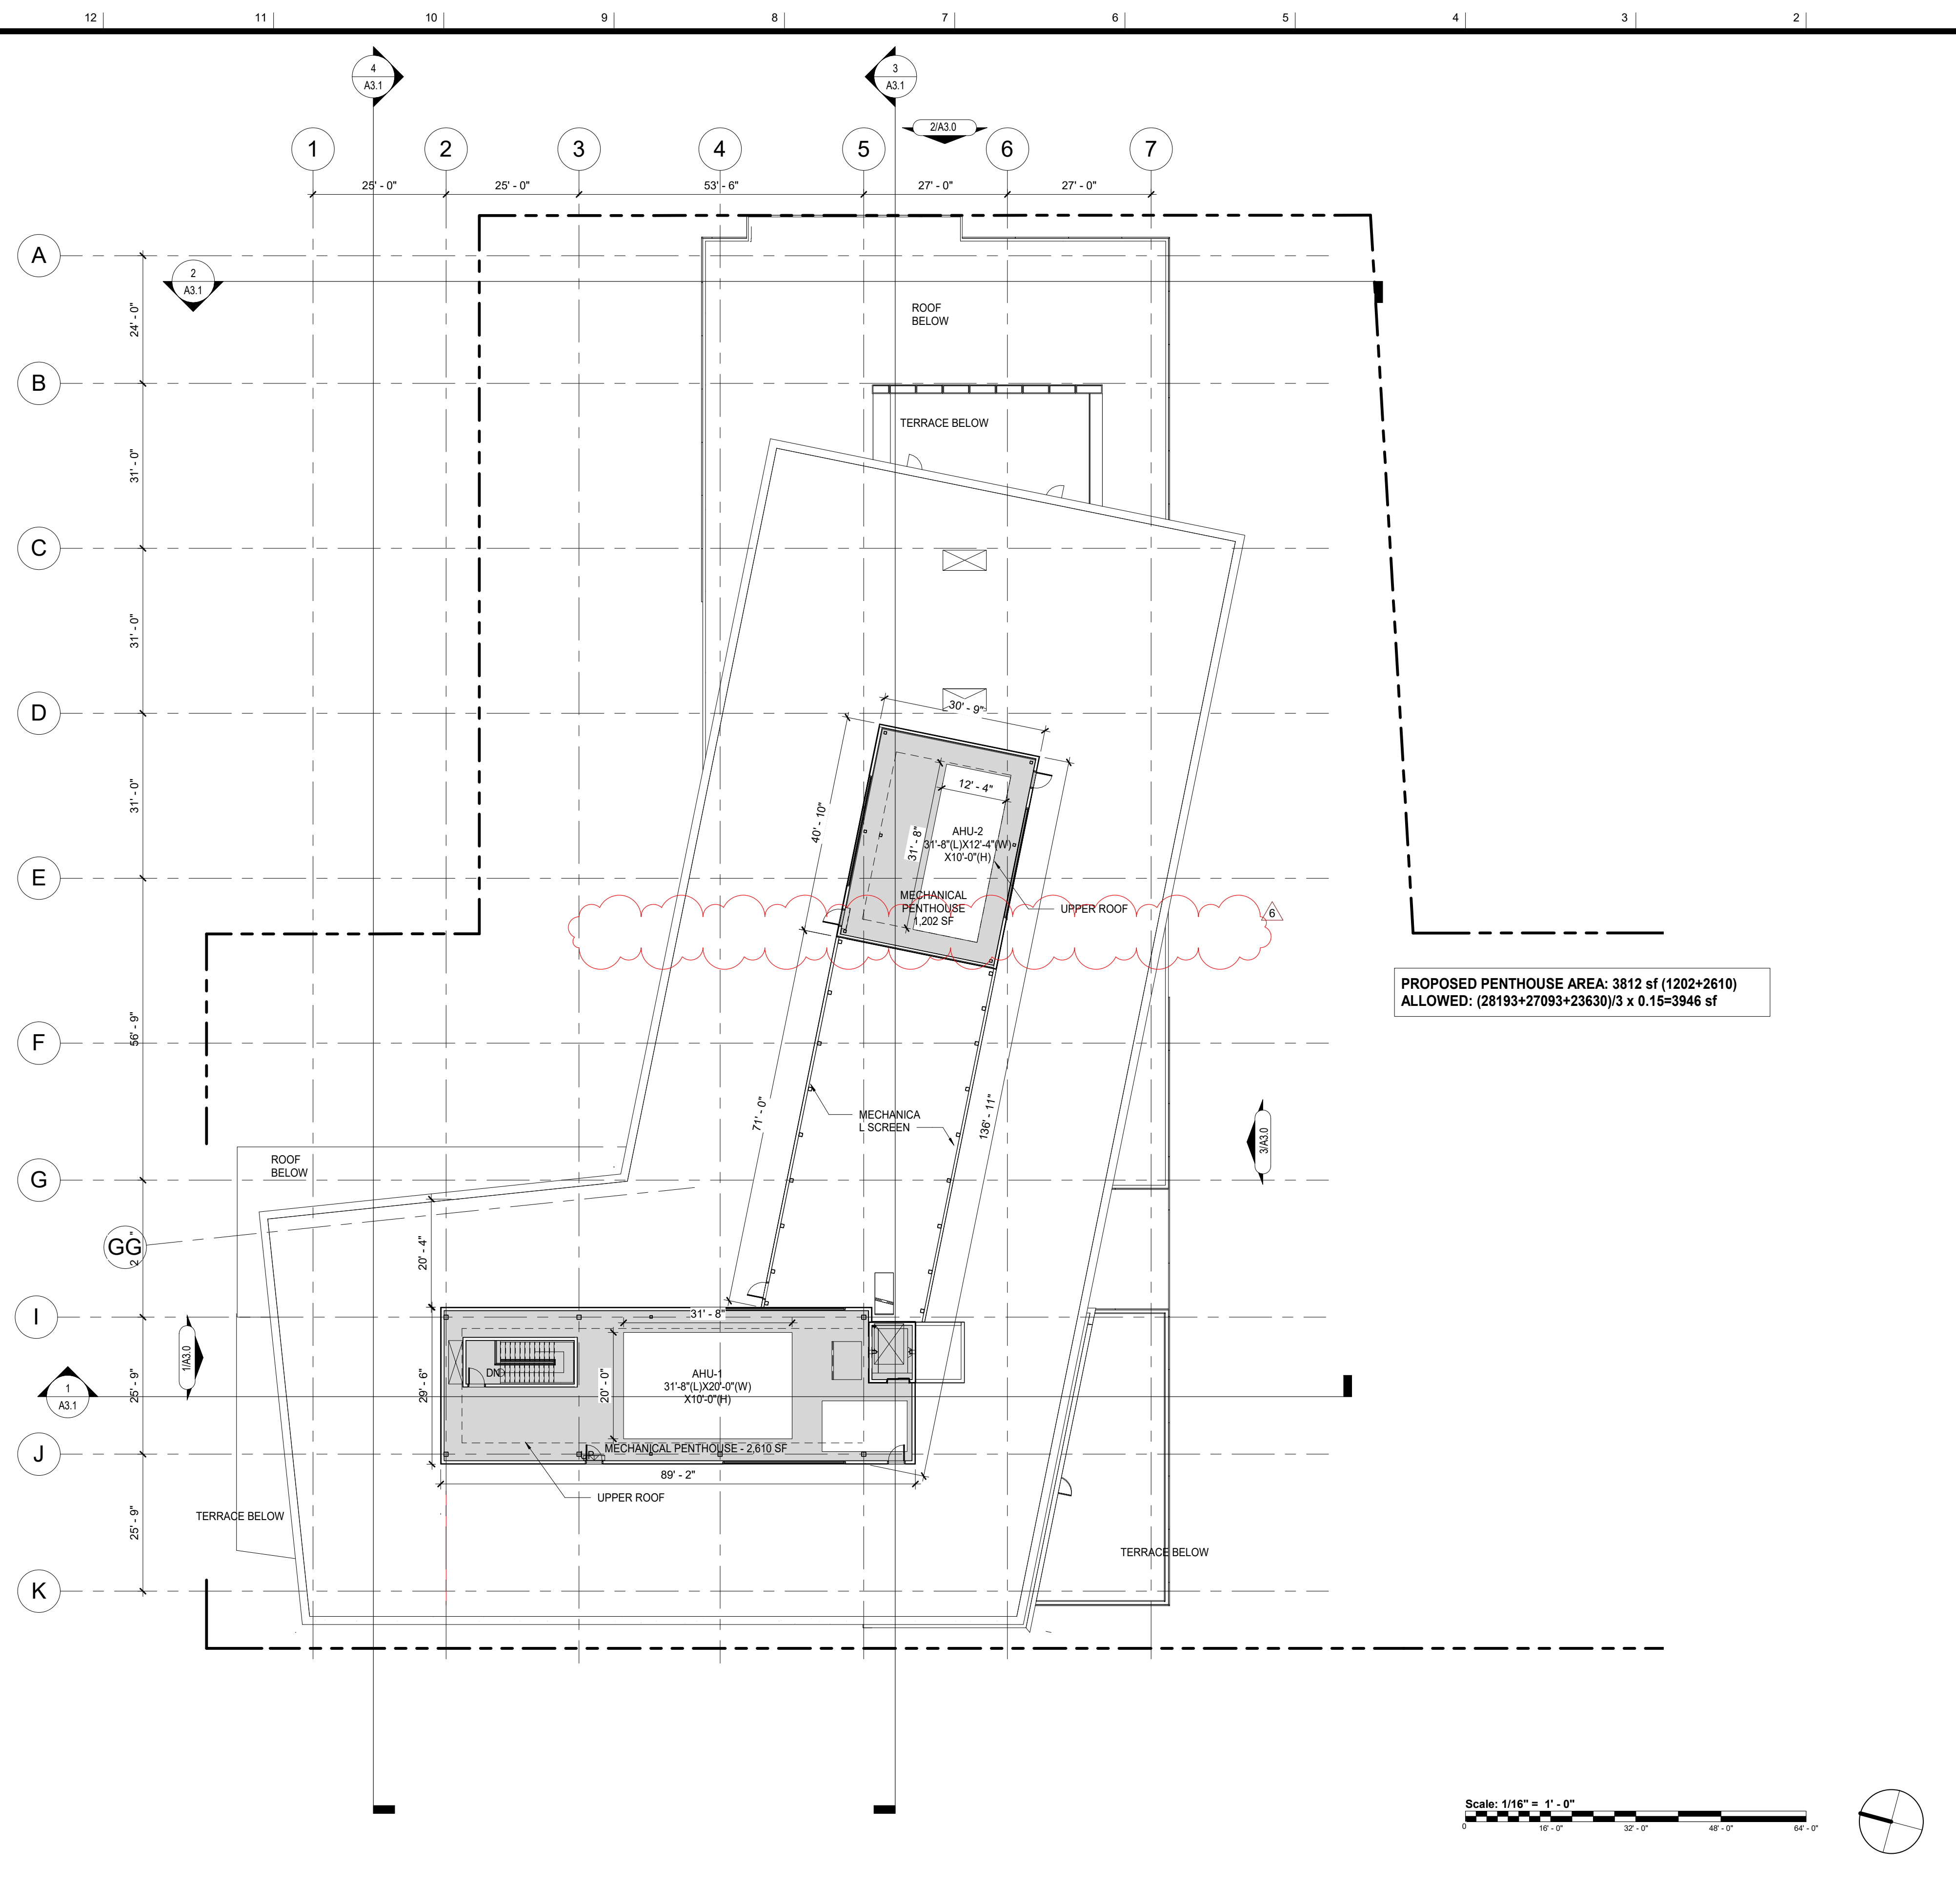 12 11 10 9 8 7 6 5 4 3 2
4
A3.1
3
A3.1
2/A3.0
1 2 3 4 5 6 7
25' - 0" 25' - 0" 53' - 6" 27' - 0" 27' - 0"
A
2
A3.1
24' - 0"
ROOF
BELOW
B
TERRACE BELOW
31' - 0"
C
31' - 0"
D
30' - 9"
31' - 0"
40' - 10"
12' - 4"
31' - 8"
AHU-2
31'-8"(L)X12'-4"(W)
X10'-0"(H)
E
MECHANICAL
PENTHOUSE
1,202 SF
UPPER ROOF
6
PROPOSED PENTHOUSE AREA: 3812 sf (1202+2610)
ALLOWED: (28193+27093+23630)/3 x 0.15=3946 sf
56' - 9"
F
71' - 0"
MECHANICA
L SCREEN
136' - 11"
3/A3.0
ROOF
BELOW
G
GG
20' - 4"
I
31' - 8"
1/A3.0
DN
AHU-1
31'-8"(L)X20'-0"(W)
X10'-0"(H)
20' - 0"
29' - 6"
25' - 9"
1
A3.1
J
MECHANICAL PENTHOUSE - 2,610 SF
89' - 2"
UPPER ROOF
25' - 9"
TERRACE BELOW
TERRACE BELOW
K
Scale: 1/16" = 1' - 0"
0 16' - 0" 32' - 0" 48' - 0" 64' - 0"